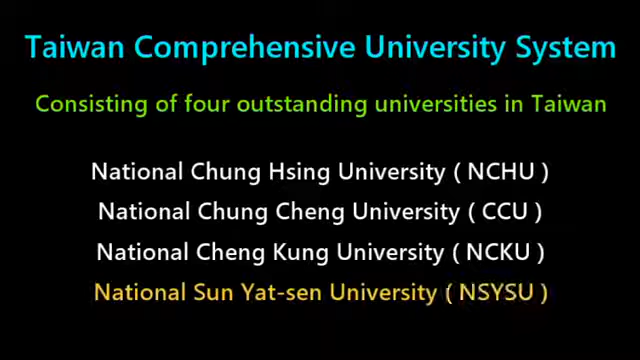 Taiwan Comprehensive University System
Consisting of four outstanding universities in Taiwan
National Chung Hsing University ( NCHU )
National Chung Cheng University ( CCU )
National Cheng Kung University ( NCKU )
National Sun Yat-sen University ( NSYSU )